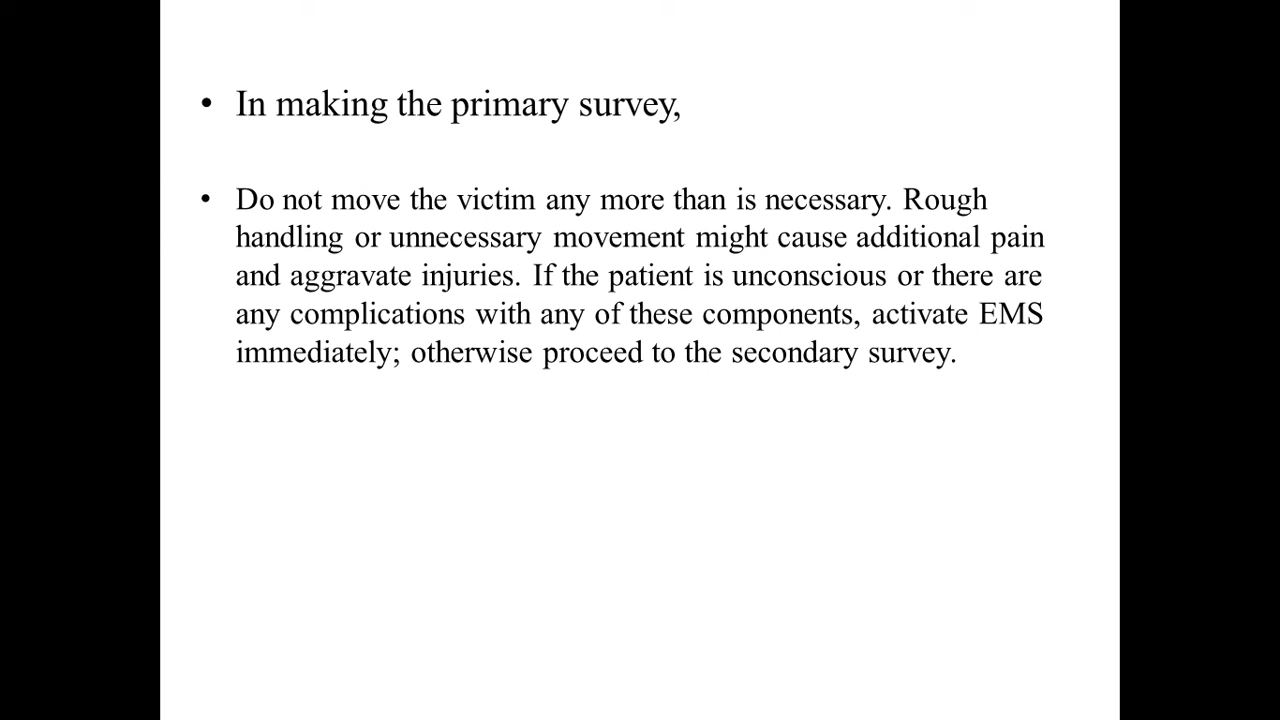 • In making the primary survey,
• Do not move the victim any more than is necessary. Rough
handling or unnecessary movement might cause additional pain
and aggravate injuries. If the patient is unconscious or there are
any complications with any of these components, activate EMS
immediately; otherwise proceed to the secondary survey.